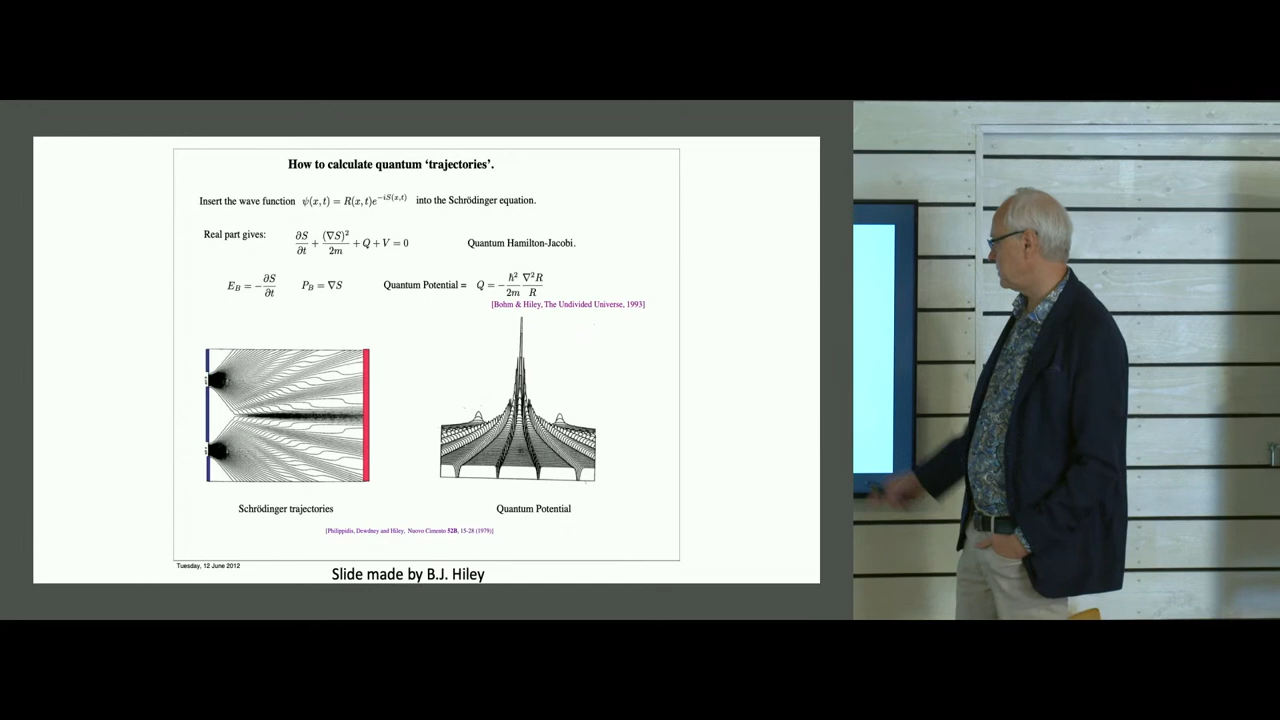 How to calculate quantum ‘trajectories’.
Insert the wave function ψ(x,t) = R(x,t)e^{-iS(x,t)} into the Schrödinger equation.
Real part gives: ∂S/∂t + (∇S)²/2m + Q + V = 0 Quantum Hamilton-Jacobi.
E_B = -∂S/∂t P_B = ∇S Quantum Potential = Q = -ℏ²/2m ∇²R/R
[Bohm & Hiley, The Undivided Universe, 1993]
Schrödinger trajectories Quantum Potential
[Philippidis, Dewdney and Hiley, Nuovo Cimento 52B, 15-28 (1979)]
Tuesday, 12 June 2012
Slide made by B.J. Hiley